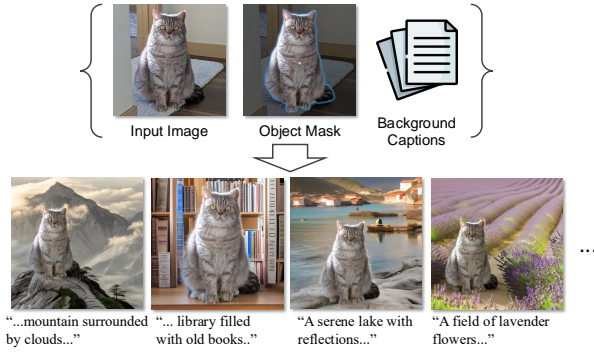 Input Image
Object Mask
Background
Captions
“...mountain surrounded
by clouds...”
“... library filled
with old books..”
“A serene lake with
reflections...”
“A field of lavender
flowers...”
...